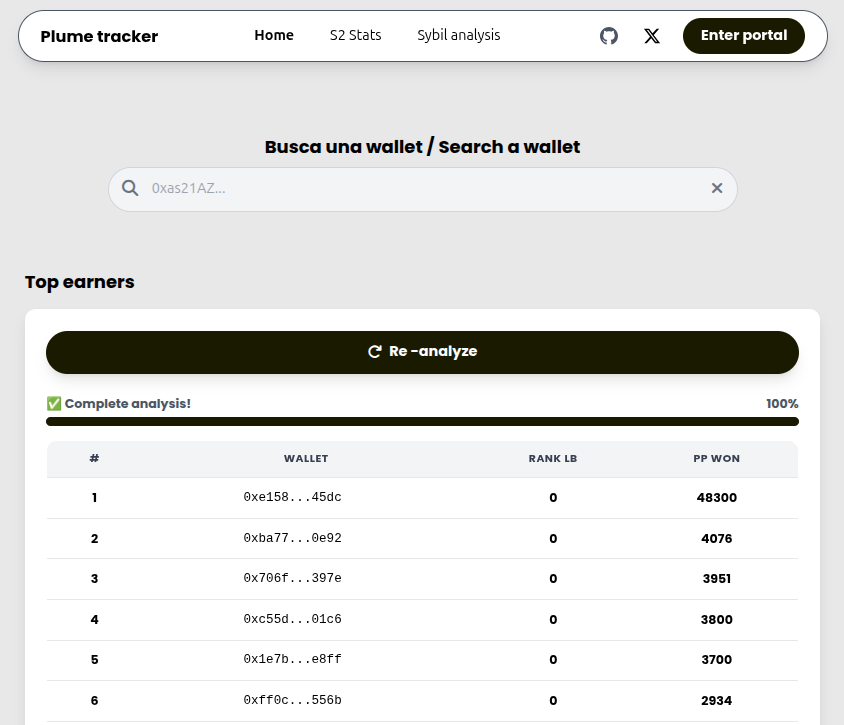 Plume tracker Home S2 Stats Sybil analysis Enter portal
Busca una wallet / Search a wallet
0xas21AZ...
Top earners
Re -analyze
✅ Complete analysis! 100%
# WALLET RANK LB PP WON
1 0xe158...45dc 0 48300
2 0xba77...0e92 0 4076
3 0x706f...397e 0 3951
4 0xc55d...01c6 0 3800
5 0x1e7b...e8ff 0 3700
6 0xff0c...556b 0 2934